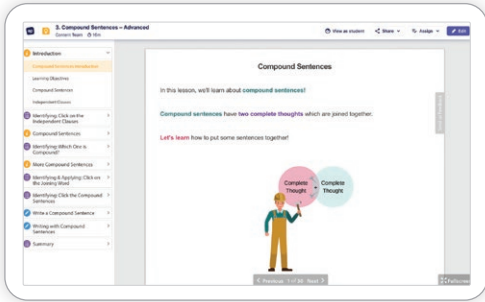 3. Compound Sentences – Advanced
Content Team
View as student
Share
Assign
Edit
Introduction
Compound Sentences Introduction
Learning Objectives
Compound Sentences
Independent Clauses
Identifying: Click on the
Independent Clauses
Compound Sentences
Identifying: Which One is
Compound?
More Compound Sentences
Identifying & Applying: Click on
the Joining Word
Identifying: Click the Compound
Sentences
Write a Compound Sentence
Writing with Compound
Sentences
Summary
Compound Sentences
In this lesson, we'll learn about compound sentences!
Compound sentences have two complete thoughts which are joined together.
Let's learn how to put some sentences together!
Complete
Thought
+
Complete
Thought
Previous
Next
Fullscreen